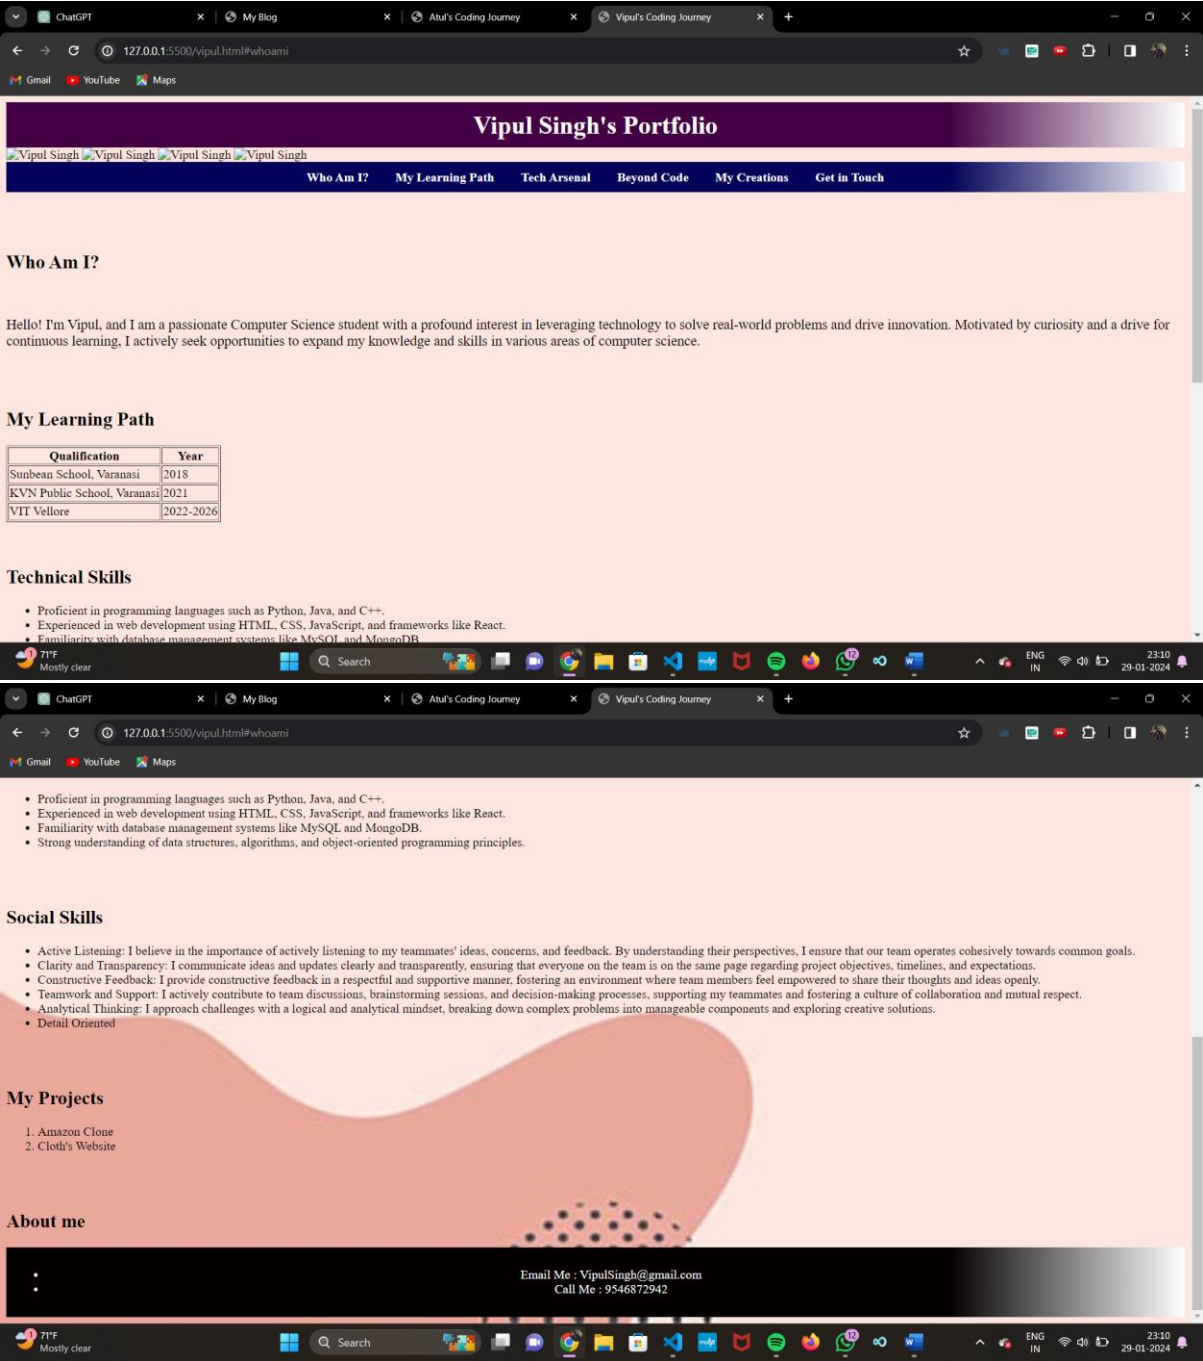 ChatGPT
My Blog
Atul's Coding Journey
Vipul's Coding Journey
127.0.0.1:5500/vipul.html#whoami
Gmail YouTube Maps
Vipul Singh's Portfolio
Vipul Singh Vipul Singh Vipul Singh Vipul Singh
Who Am I? My Learning Path Tech Arsenal Beyond Code My Creations Get in Touch
Who Am I?
Hello! I'm Vipul, and I am a passionate Computer Science student with a profound interest in leveraging technology to solve real-world problems and drive innovation. Motivated by curiosity and a drive for
continuous learning, I actively seek opportunities to expand my knowledge and skills in various areas of computer science.
My Learning Path
Qualification Year
Sunbean School, Varanasi 2018
KVN Public School, Varanasi 2021
VIT Vellore 2022-2026
Technical Skills
• Proficient in programming languages such as Python, Java, and C++.
• Experienced in web development using HTML, CSS, JavaScript, and frameworks like React.
• Familiarity with database management systems like MySQL and MongoDB
1 71°F
Mostly clear
Search
12
ENG
IN
23:10
29-01-2024
ChatGPT
My Blog
Atul's Coding Journey
Vipul's Coding Journey
127.0.0.1:5500/vipul.html#whoami
Gmail YouTube Maps
• Proficient in programming languages such as Python, Java, and C++.
• Experienced in web development using HTML, CSS, JavaScript, and frameworks like React.
• Familiarity with database management systems like MySQL and MongoDB.
• Strong understanding of data structures, algorithms, and object-oriented programming principles.
Social Skills
• Active Listening: I believe in the importance of actively listening to my teammates' ideas, concerns, and feedback. By understanding their perspectives, I ensure that our team operates cohesively towards common goals.
• Clarity and Transparency: I communicate ideas and updates clearly and transparently, ensuring that everyone on the team is on the same page regarding project objectives, timelines, and expectations.
• Constructive Feedback: I provide constructive feedback in a respectful and supportive manner, fostering an environment where team members feel empowered to share their thoughts and ideas openly.
• Teamwork and Support: I actively contribute to team discussions, brainstorming sessions, and decision-making processes, supporting my teammates and fostering a culture of collaboration and mutual respect.
• Analytical Thinking: I approach challenges with a logical and analytical mindset, breaking down complex problems into manageable components and exploring creative solutions.
• Detail Oriented
My Projects
1. Amazon Clone
2. Cloth's Website
About me
• Email Me : VipulSingh@gmail.com
• Call Me : 9546872942
1 71°F
Mostly clear
Search
12
ENG
IN
23:10
29-01-2024